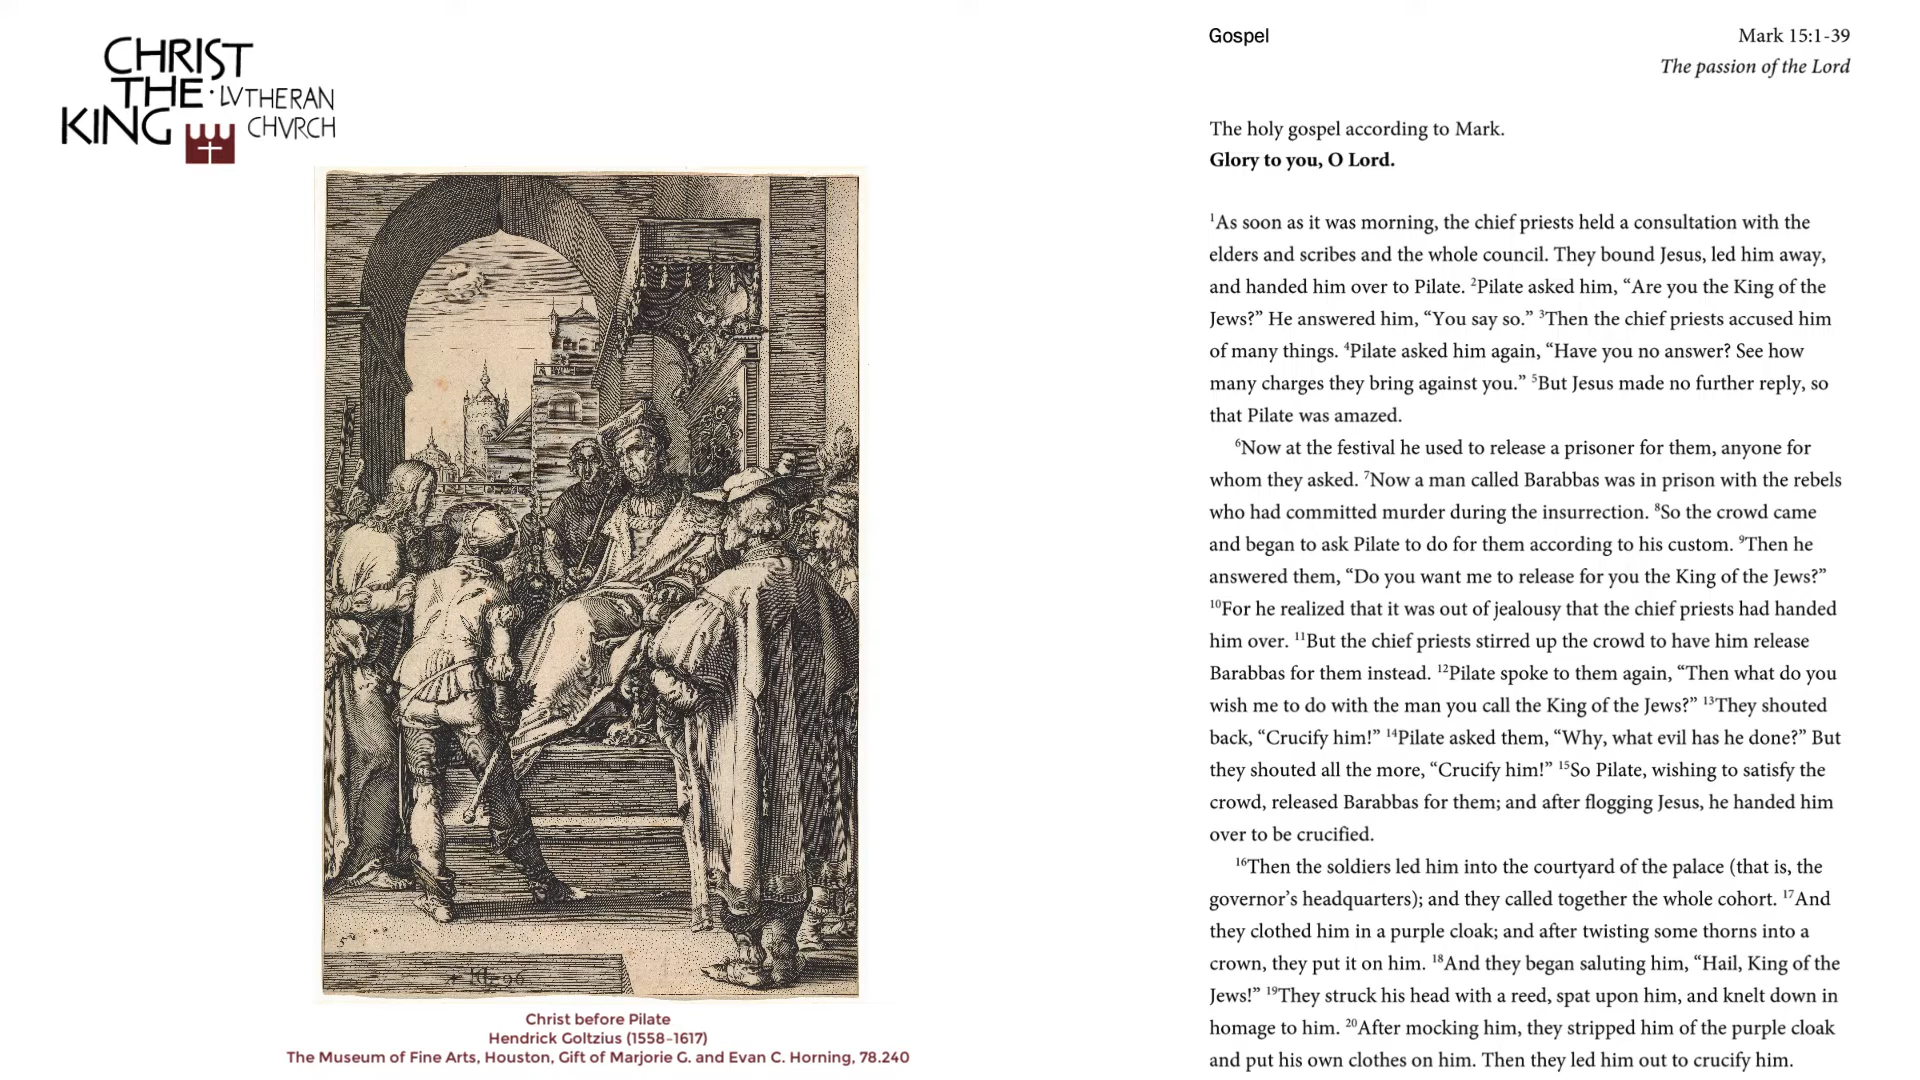 CHRIST
THE · LVTHERAN
KING CHVRCH
Christ before Pilate
Hendrick Goltzius (1558–1617)
The Museum of Fine Arts, Houston, Gift of Marjorie G. and Evan C. Horning, 78.240
Gospel Mark 15:1-39
The passion of the Lord
The holy gospel according to Mark.
Glory to you, O Lord.
1As soon as it was morning, the chief priests held a consultation with the
elders and scribes and the whole council. They bound Jesus, led him away,
and handed him over to Pilate. 2Pilate asked him, “Are you the King of the
Jews?” He answered him, “You say so.” 3Then the chief priests accused him
of many things. 4Pilate asked him again, “Have you no answer? See how
many charges they bring against you.” 5But Jesus made no further reply, so
that Pilate was amazed.
6Now at the festival he used to release a prisoner for them, anyone for
whom they asked. 7Now a man called Barabbas was in prison with the rebels
who had committed murder during the insurrection. 8So the crowd came
and began to ask Pilate to do for them according to his custom. 9Then he
answered them, “Do you want me to release for you the King of the Jews?”
10For he realized that it was out of jealousy that the chief priests had handed
him over. 11But the chief priests stirred up the crowd to have him release
Barabbas for them instead. 12Pilate spoke to them again, “Then what do you
wish me to do with the man you call the King of the Jews?” 13They shouted
back, “Crucify him!” 14Pilate asked them, “Why, what evil has he done?” But
they shouted all the more, “Crucify him!” 15So Pilate, wishing to satisfy the
crowd, released Barabbas for them; and after flogging Jesus, he handed him
over to be crucified.
16Then the soldiers led him into the courtyard of the palace (that is, the
governor’s headquarters); and they called together the whole cohort. 17And
they clothed him in a purple cloak; and after twisting some thorns into a
crown, they put it on him. 18And they began saluting him, “Hail, King of the
Jews!” 19They struck his head with a reed, spat upon him, and knelt down in
homage to him. 20After mocking him, they stripped him of the purple cloak
and put his own clothes on him. Then they led him out to crucify him.